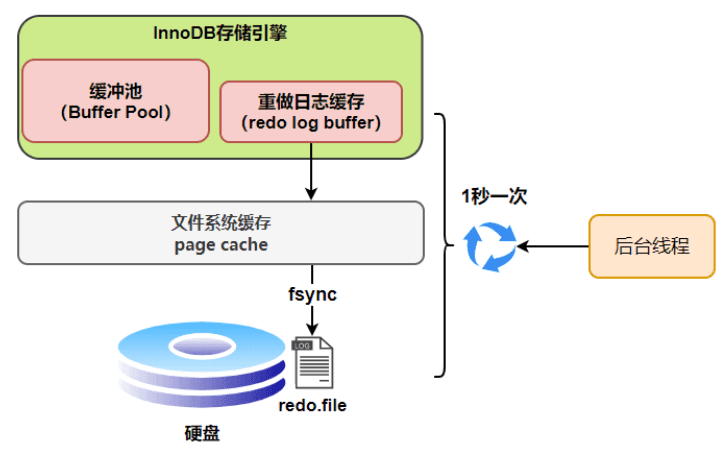 InnoDB存储引擎
缓冲池
（Buffer Pool）
重做日志缓存
（redo log buffer）
1秒一次
文件系统缓存
page cache
后台线程
fsync
LOG
redo.file
硬盘